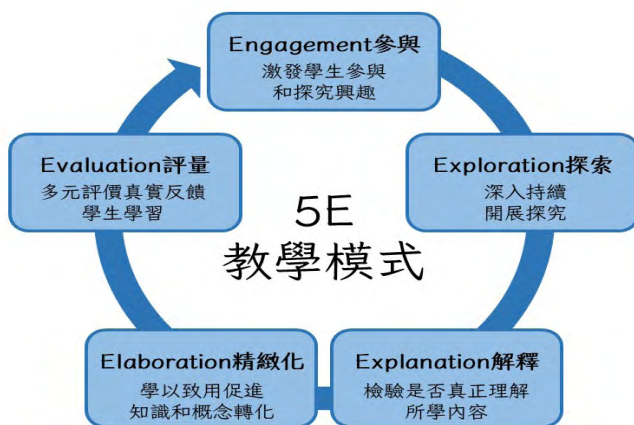 Engagement參與
激發學生參與
和探究興趣
Exploration探索
深入持續
開展探究
Explanation解釋
檢驗是否真正理解
所學內容
Elaboration精緻化
學以致用促進
知識和概念轉化
Evaluation評量
多元評價真實反饋
學生學習
5E
教學模式